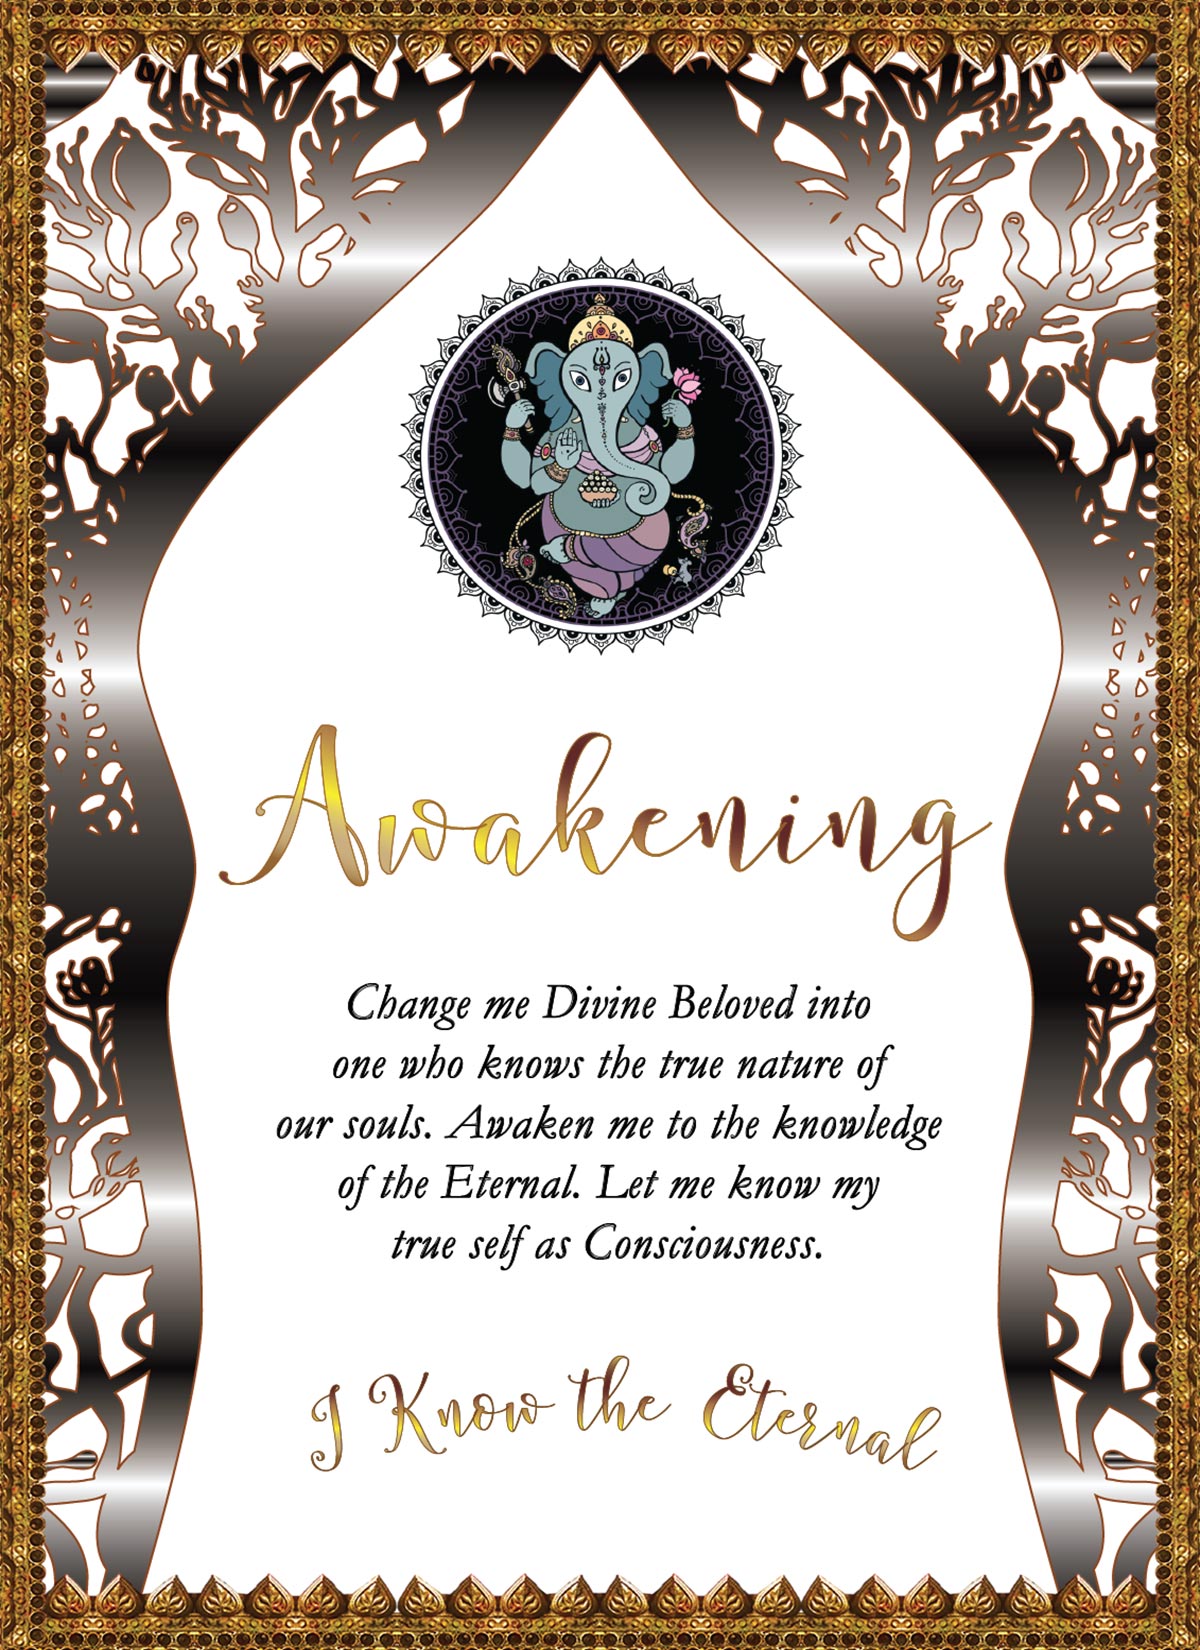 Awakening
Change me Divine Beloved into
one who knows the true nature of
our souls. Awaken me to the knowledge
of the Eternal. Let me know my
true self as Consciousness.
I Know the Eternal